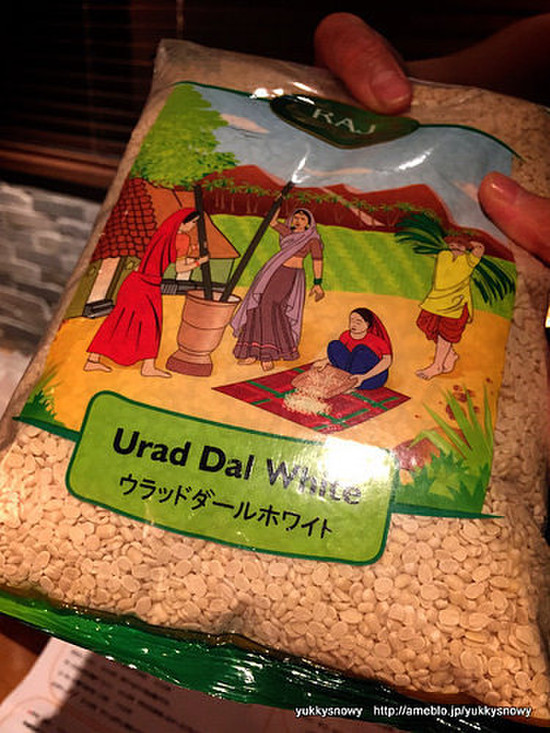 RAJ
Urad Dal White
ウラッドダールホワイト
yukkysnowy http://ameblo.jp/yukkysnowy